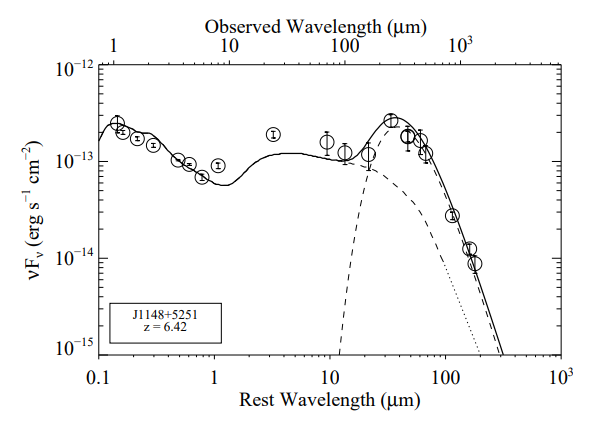 Observed Wavelength (μm)
1 10 100 10³
10⁻¹²
10⁻¹³
10⁻¹⁴
10⁻¹⁵
νFᵥ (erg s⁻¹ cm⁻²)
J1148+5251
z = 6.42
0.1 1 10 100 10³
Rest Wavelength (μm)